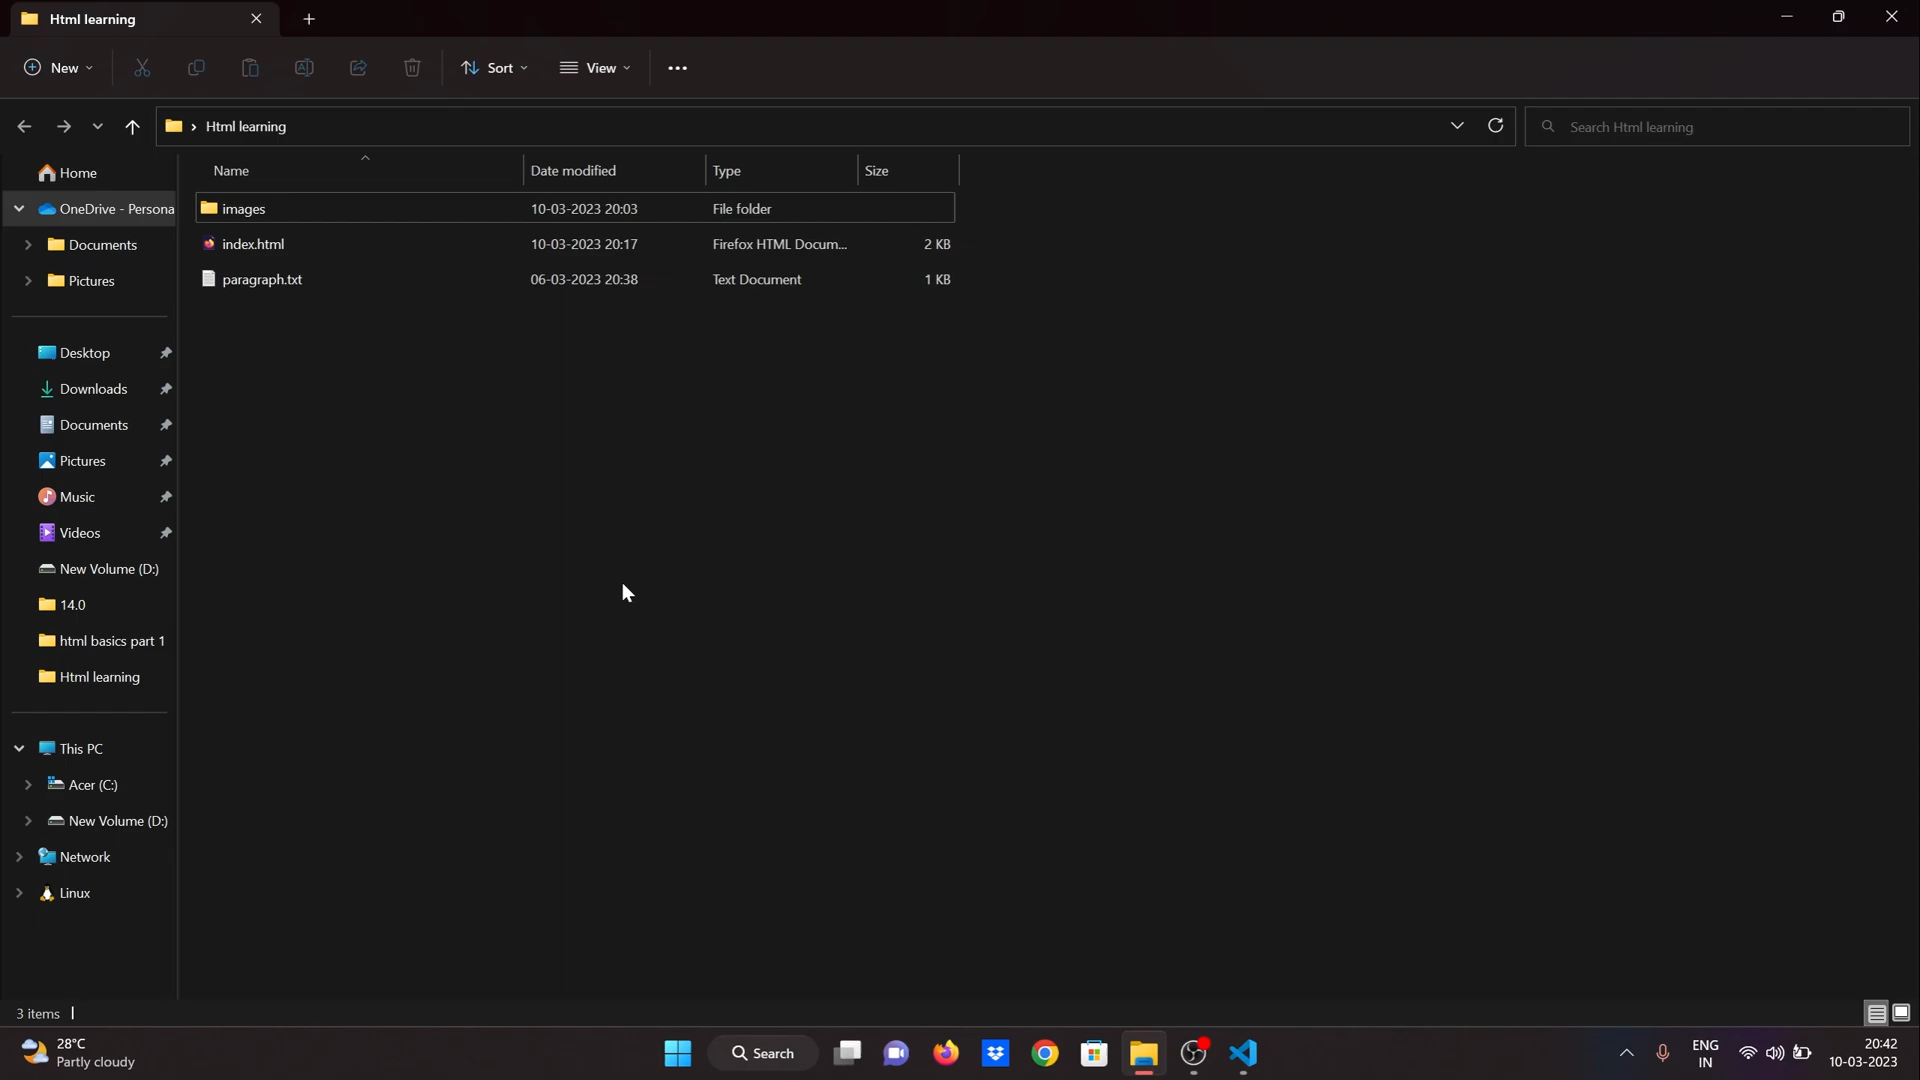 Html learning
New
Sort
View
Html learning
Search Html learning
Name
Date modified
Type
Size
images 10-03-2023 20:03 File folder
index.html 10-03-2023 20:17 Firefox HTML Docum... 2 KB
paragraph.txt 06-03-2023 20:38 Text Document 1 KB
Home
OneDrive - Persona
Documents
Pictures
Desktop
Downloads
Documents
Pictures
Music
Videos
New Volume (D:)
14.0
html basics part 1
Html learning
This PC
Acer (C:)
New Volume (D:)
Network
Linux
3 items
28°C
Partly cloudy
Search
ENG
IN
20:42
10-03-2023